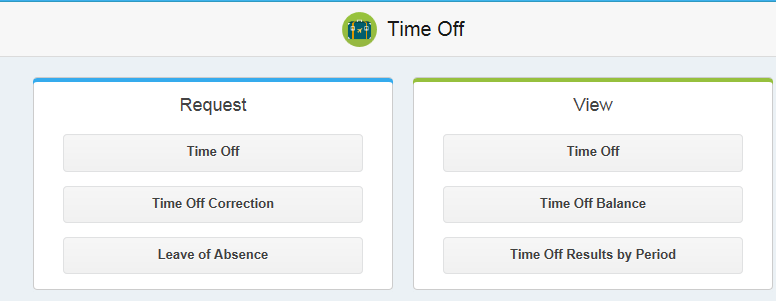 Time Off
Request
Time Off
Time Off Correction
Leave of Absence
View
Time Off
Time Off Balance
Time Off Results by Period